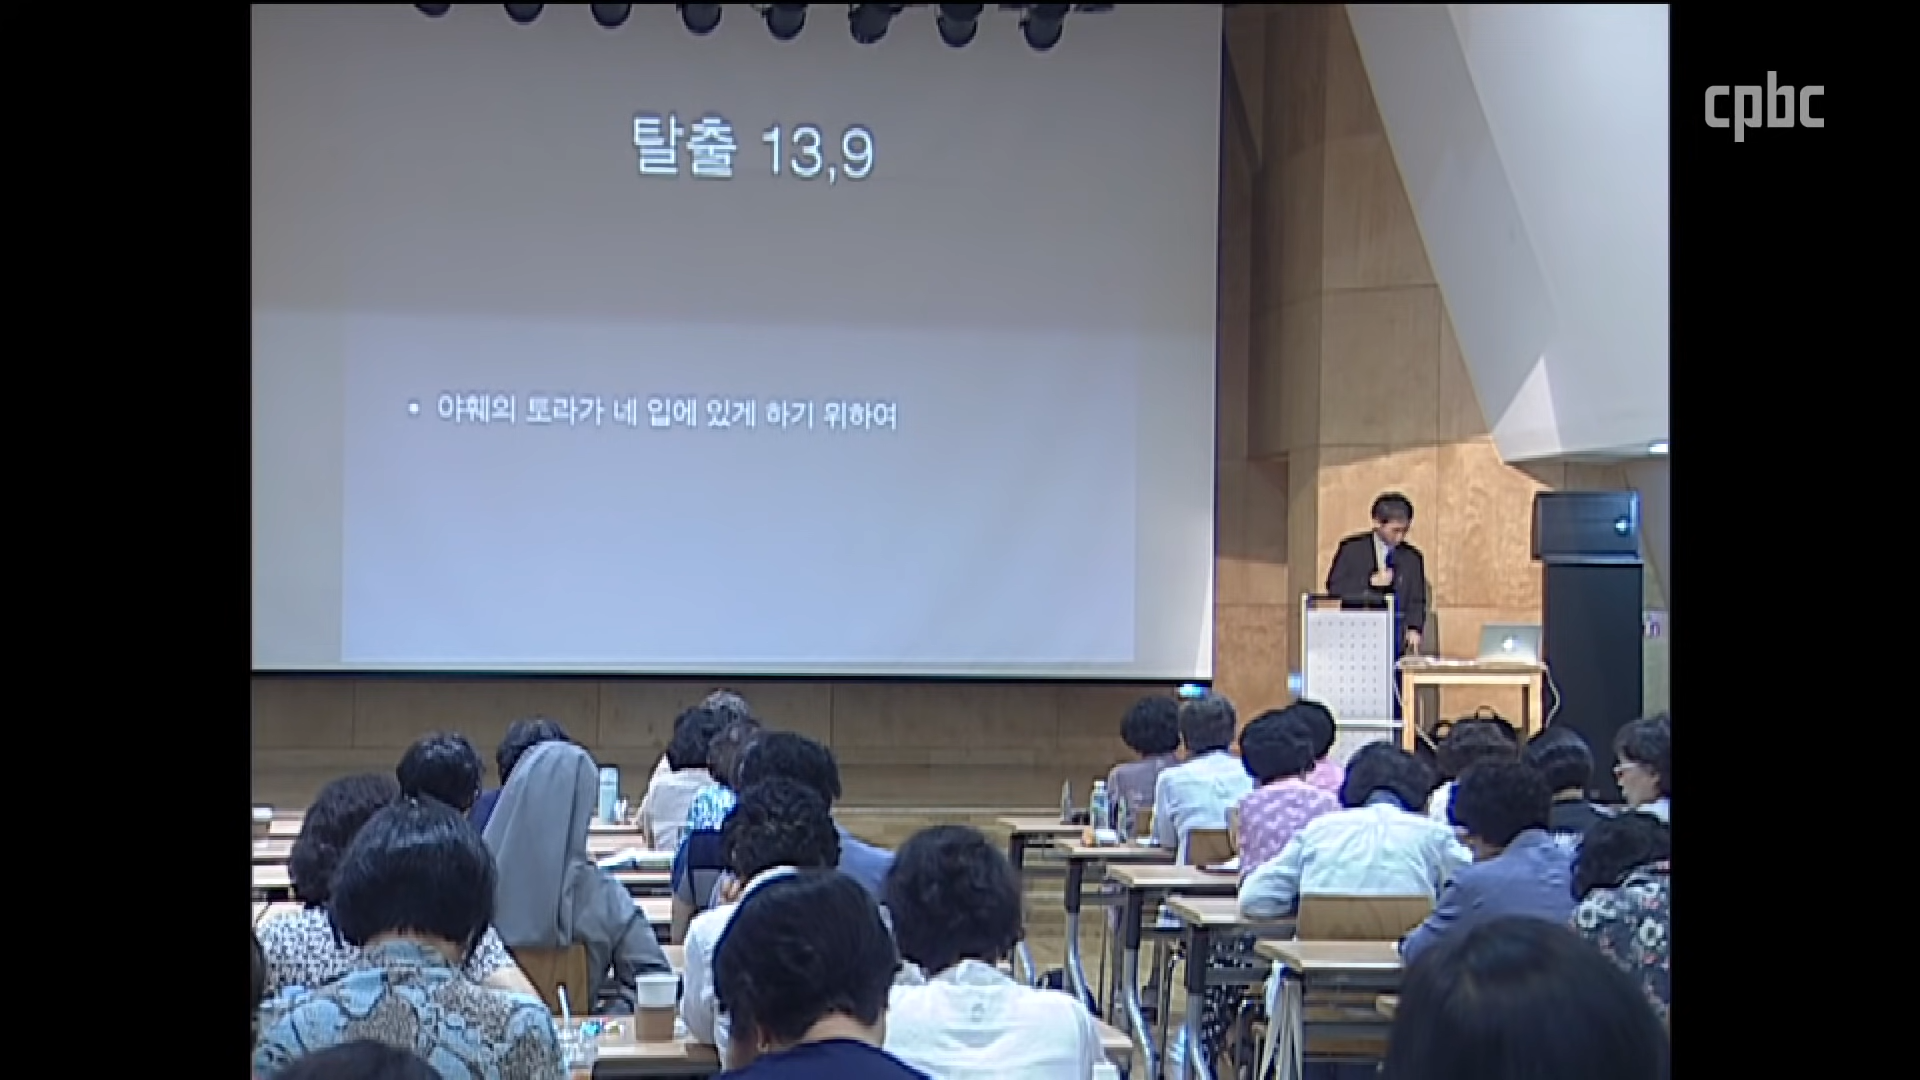 탈출 13,9
• 야훼의 토라가 네 입에 있게 하기 위하여
cpbc